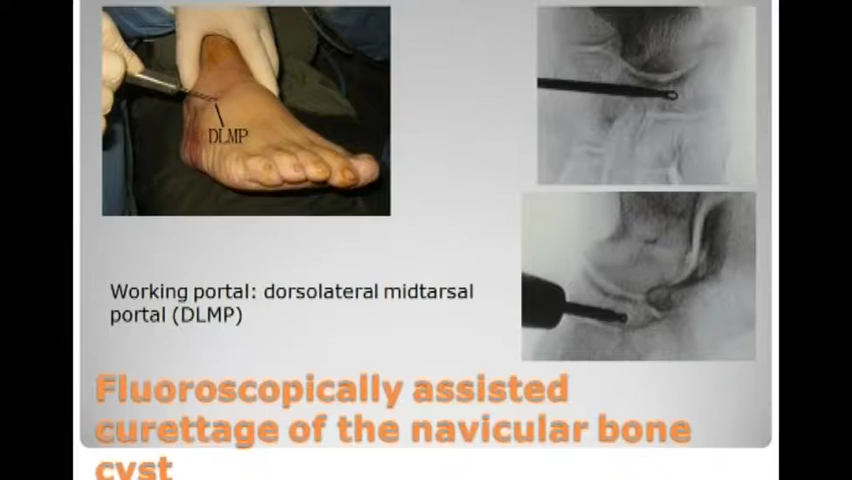 DLMP
Working portal: dorsolateral midtarsal
portal (DLMP)
Fluoroscopically assisted
curettage of the navicular bone
cyst